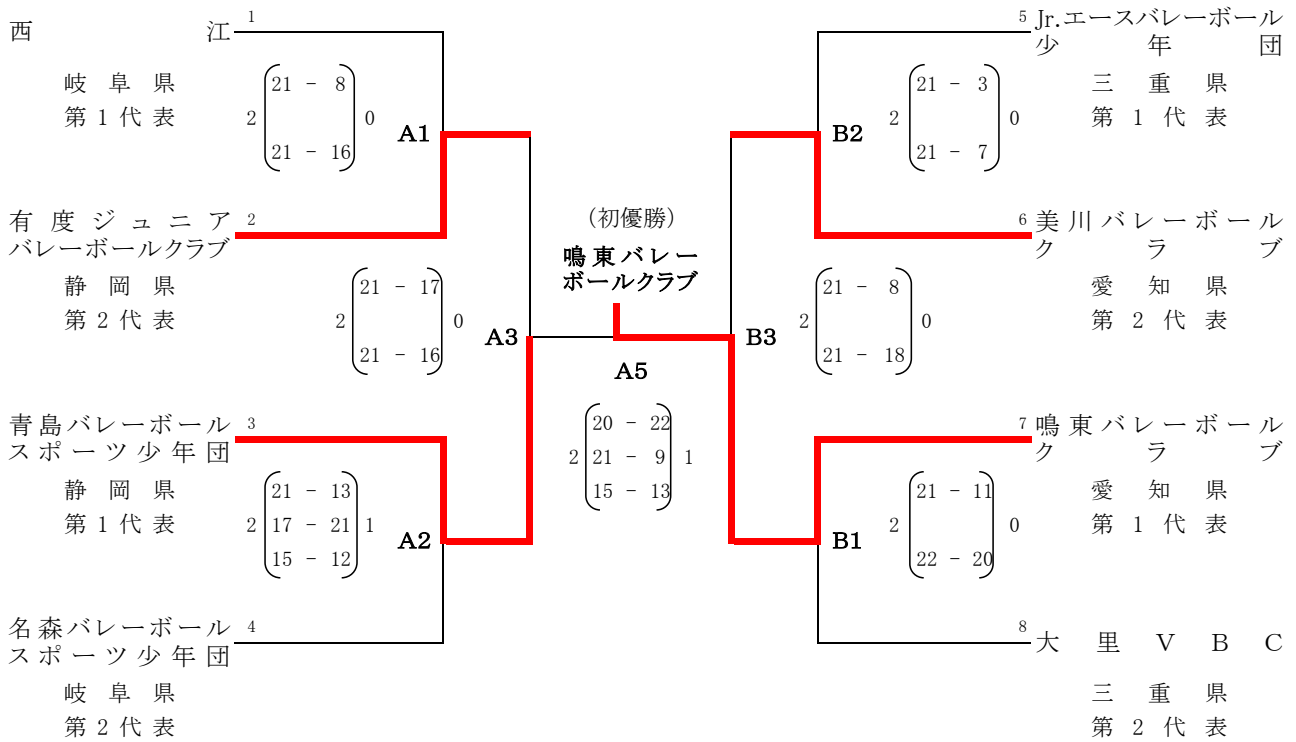 1
西江
岐阜県
第1代表
2
21 - 8
21 - 16
0
A1
2
有度ジュニア
バレーボールクラブ
静岡県
第2代表
2
21 - 17
21 - 16
0
A3
3
青島バレーボール
スポーツ少年団
静岡県
第1代表
2
21 - 13
17 - 21
15 - 12
1
A2
4
名森バレーボール
スポーツ少年団
岐阜県
第2代表
(初優勝)
鳴東バレー
ボールクラブ
A5
2
20 - 22
21 - 9
15 - 13
1
5
Jr.エースバレーボール
少年団
三重県
第1代表
B2
2
21 - 3
21 - 7
0
6
美川バレーボール
クラブ
愛知県
第2代表
B3
2
21 - 8
21 - 18
0
7
鳴東バレーボール
クラブ
愛知県
第1代表
B1
2
21 - 11
22 - 20
0
8
大里VBC
三重県
第2代表